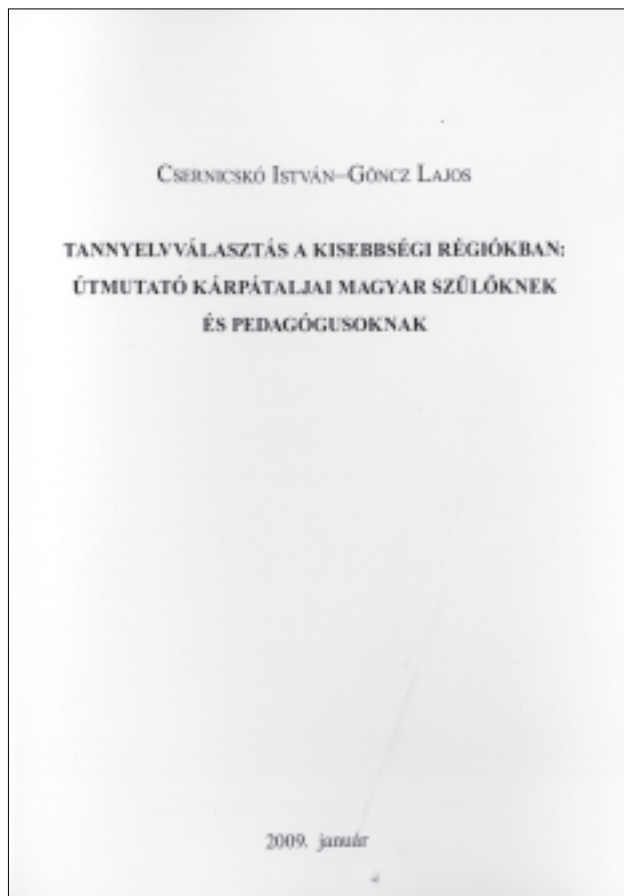 CSERNICSKÓ ISTVÁN–GÖNCZ LAJOS
TANNYELVVÁLASZTÁS A KISEBBSÉGI RÉGIÓKBAN:
ÚTMUTATÓ KÁRPÁTALJAI MAGYAR SZÜLŐKNEK
ÉS PEDAGÓGUSOKNAK
2009. január